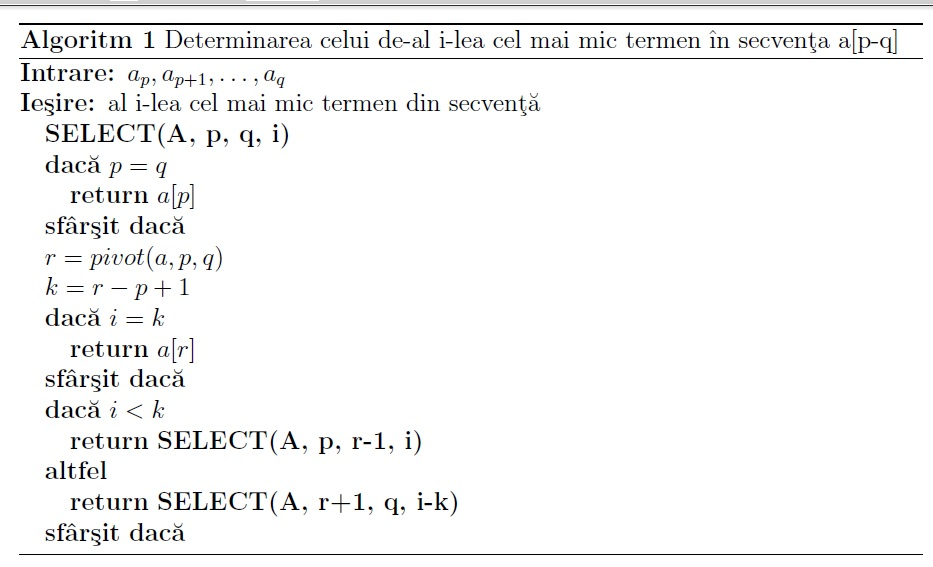 Algoritm 1 Determinarea celui de-al i-lea cel mai mic termen în secvenţa a[p-q]
Intrare: a_p, a_{p+1}, . . . , a_q
Ieşire: al i-lea cel mai mic termen din secvenţă
SELECT(A, p, q, i)
dacă p = q
return a[p]
sfârşit dacă
r = pivot(a, p, q)
k = r − p + 1
dacă i = k
return a[r]
sfârşit dacă
dacă i < k
return SELECT(A, p, r-1, i)
altfel
return SELECT(A, r+1, q, i-k)
sfârşit dacă